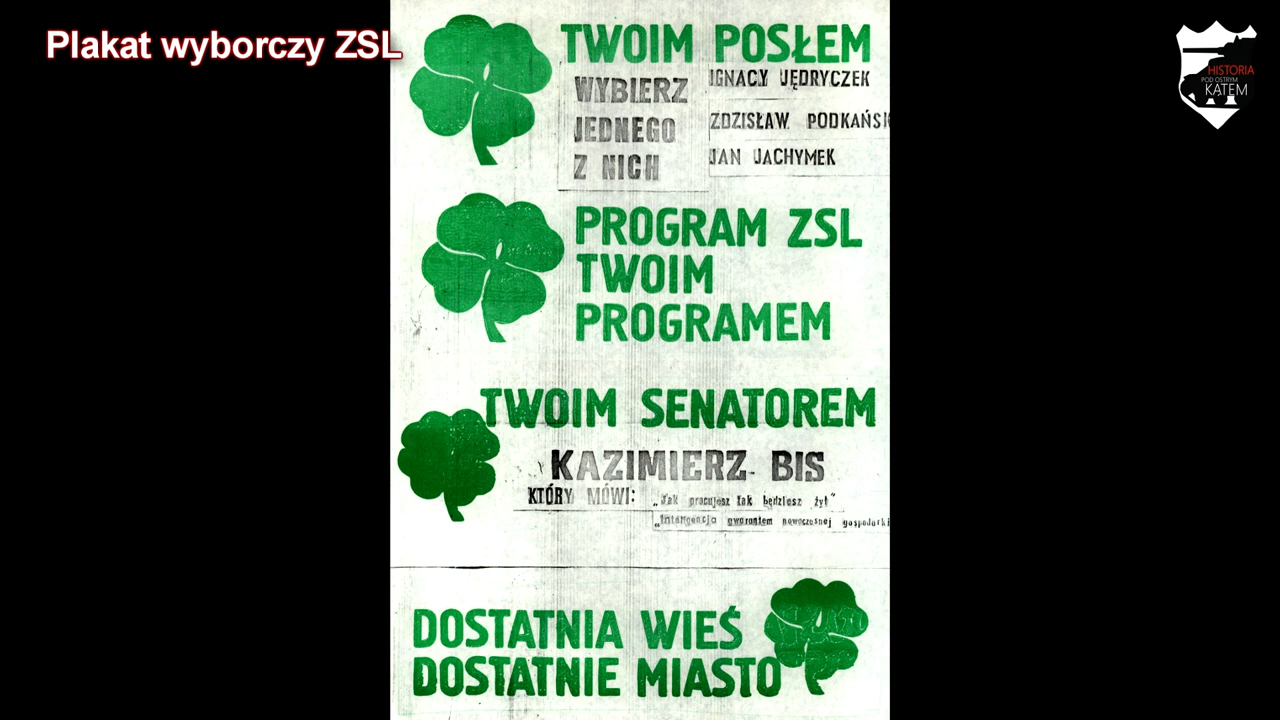 Plakat wyborczy ZSL
HISTORIA
POD OSTRYM
KĄTEM
TWOIM POSŁEM
WYBIERZ
JEDNEGO
Z NICH
IGNACY JĘDRYCZEK
ZDZISŁAW PODKAŃSK
JAN JACHYMEK
PROGRAM ZSL
TWOIM
PROGRAMEM
TWOIM SENATOREM
KAZIMIERZ BIS
KTÓRY MÓWI: „Jak pracujesz tak będziesz żył"
„Inteligencja gwarantem nowoczesnej gospodarki
DOSTATNIA WIEŚ
DOSTATNIE MIASTO